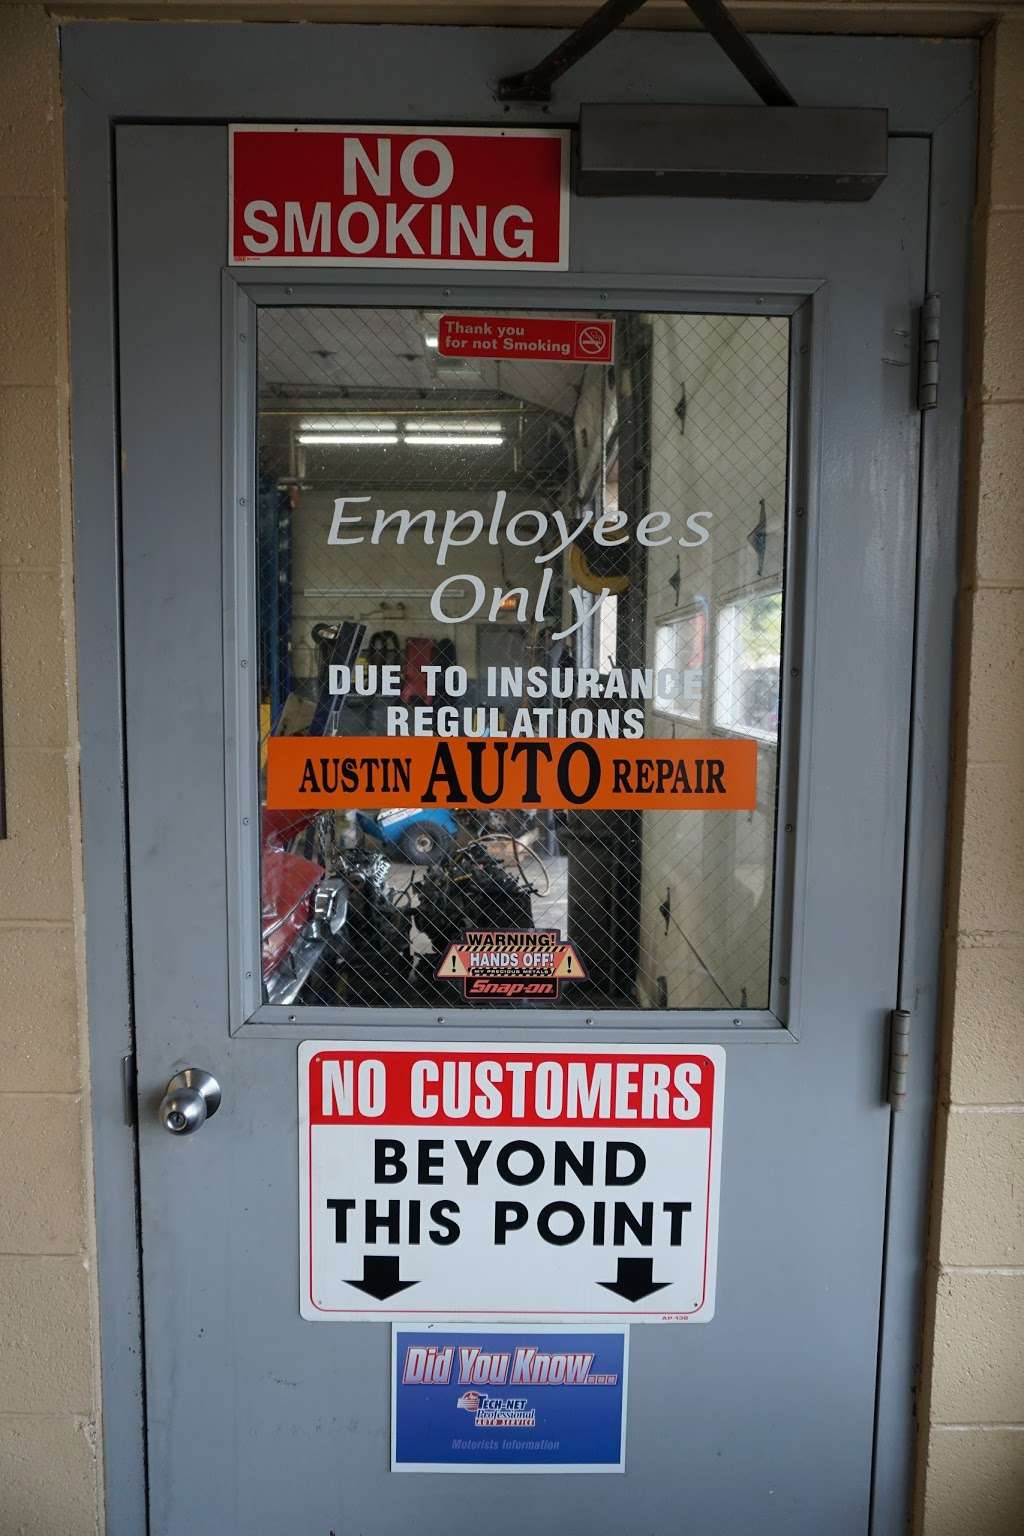 NO
SMOKING
Thank you
for not Smoking
Employees
Only
DUE TO INSURANCE
REGULATIONS
AUSTIN AUTO REPAIR
WARNING!
HANDS OFF!
MY PRECIOUS METALS
Snap-on
NO CUSTOMERS
BEYOND
THIS POINT
AP-138
Did You Know...
TECH-NET
Professional
AUTO SERVICE
Motorists Information